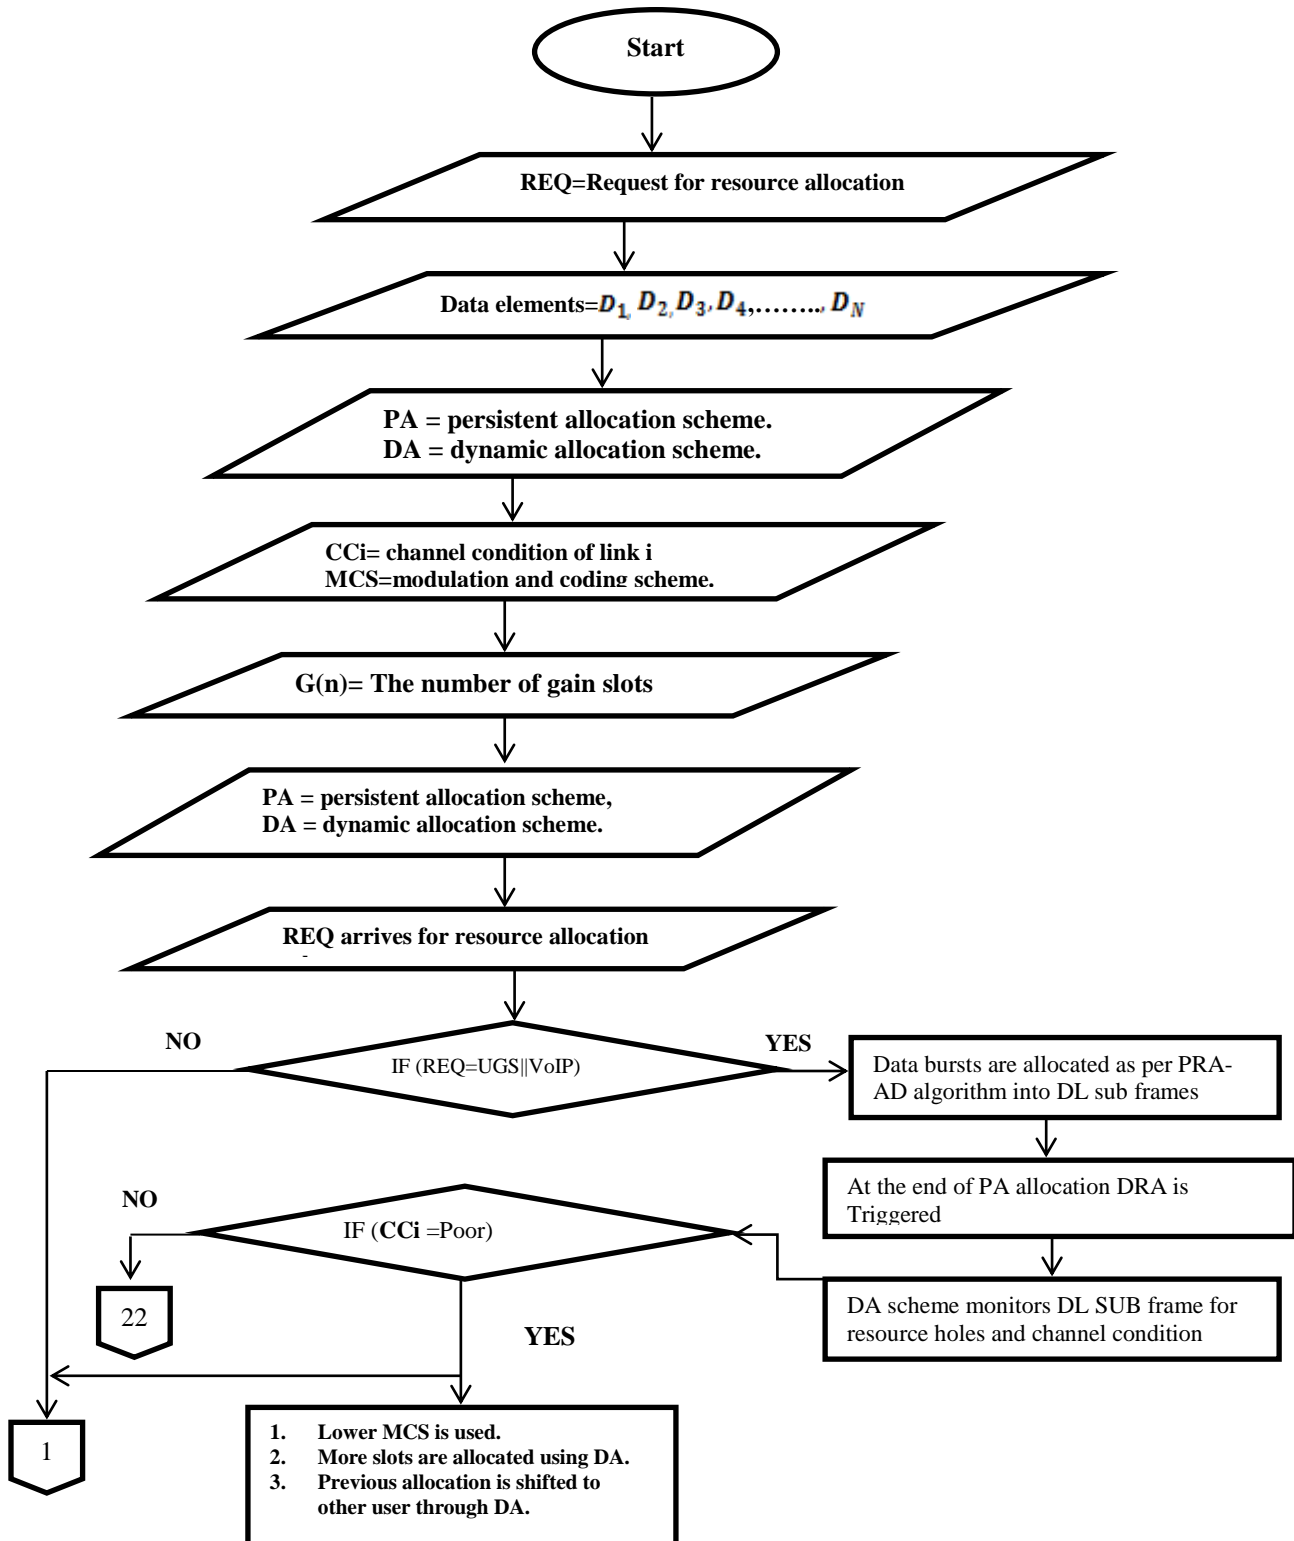 Start
REQ=Request for resource allocation
Data elements=D₁, D₂, D₃, D₄,........, D_N
PA = persistent allocation scheme.
DA = dynamic allocation scheme.
CCi= channel condition of link i
MCS=modulation and coding scheme.
G(n)= The number of gain slots
PA = persistent allocation scheme,
DA = dynamic allocation scheme.
REQ arrives for resource allocation
NO
IF (REQ=UGS||VoIP)
YES
Data bursts are allocated as per PRA-
AD algorithm into DL sub frames
At the end of PA allocation DRA is
Triggered
NO
IF (CCi =Poor)
DA scheme monitors DL SUB frame for
resource holes and channel condition
22
YES
1
1. Lower MCS is used.
2. More slots are allocated using DA.
3. Previous allocation is shifted to
other user through DA.